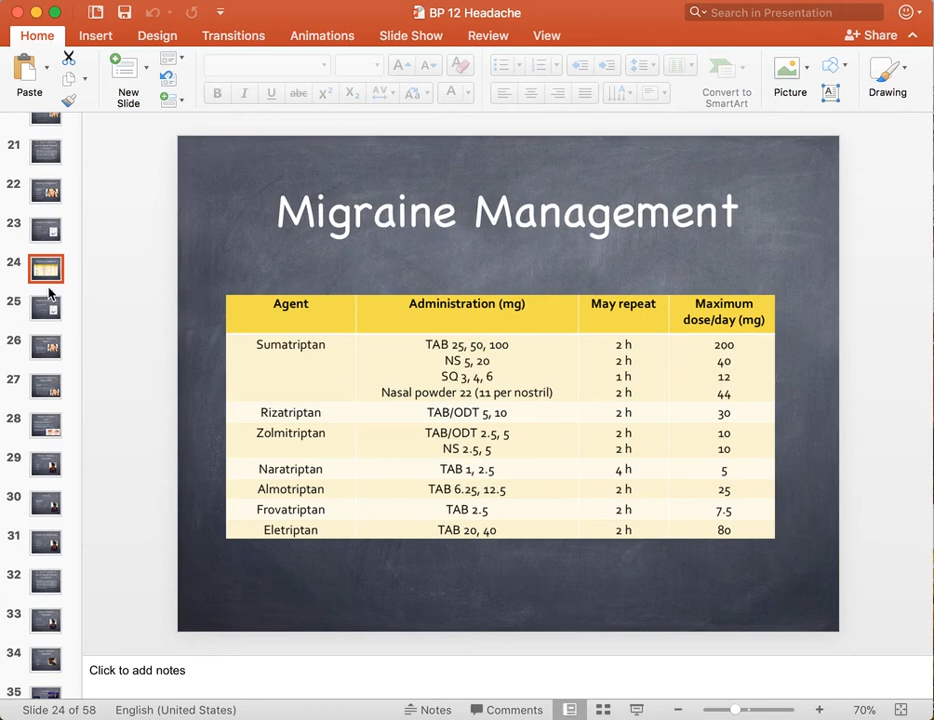 BP 12 Headache
Search in Presentation
Home Insert Design Transitions Animations Slide Show Review View
Share
Paste
New
Slide
B I U abc X² X₂ AV Aa A
Convert to
SmartArt
Picture
Drawing
21
22
23
24
25
26
27
28
29
30
31
32
33
34
35
Migraine Management
Agent Administration (mg) May repeat Maximum
dose/day (mg)
Sumatriptan TAB 25, 50, 100 2 h 200
NS 5, 20 2 h 40
SQ 3, 4, 6 1 h 12
Nasal powder 22 (11 per nostril) 2 h 44
Rizatriptan TAB/ODT 5, 10 2 h 30
Zolmitriptan TAB/ODT 2.5, 5 2 h 10
NS 2.5, 5 2 h 10
Naratriptan TAB 1, 2.5 4 h 5
Almotriptan TAB 6.25, 12.5 2 h 25
Frovatriptan TAB 2.5 2 h 7.5
Eletriptan TAB 20, 40 2 h 80
Click to add notes
Slide 24 of 58 English (United States) Notes Comments 70%